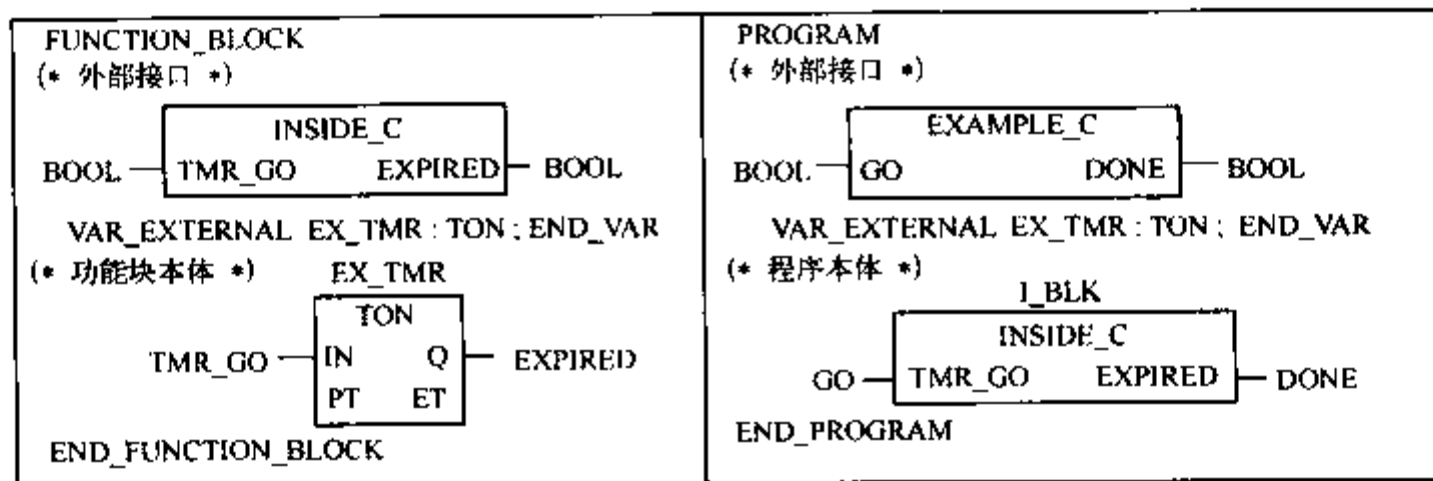 FUNCTION_BLOCK
(* 外部接口 *)
INSIDE_C
BOOL TMR_GO EXPIRED BOOL
VAR_EXTERNAL EX_TMR : TON ; END_VAR
(* 功能块本体 *) EX_TMR
TON
TMR_GO IN Q EXPIRED
PT ET
END_FUNCTION_BLOCK
PROGRAM
(* 外部接口 *)
EXAMPLE_C
BOOL GO DONE BOOL
VAR_EXTERNAL EX_TMR : TON ; END_VAR
(* 程序本体 *)
I_BLK
INSIDE_C
GO TMR_GO EXPIRED DONE
END_PROGRAM